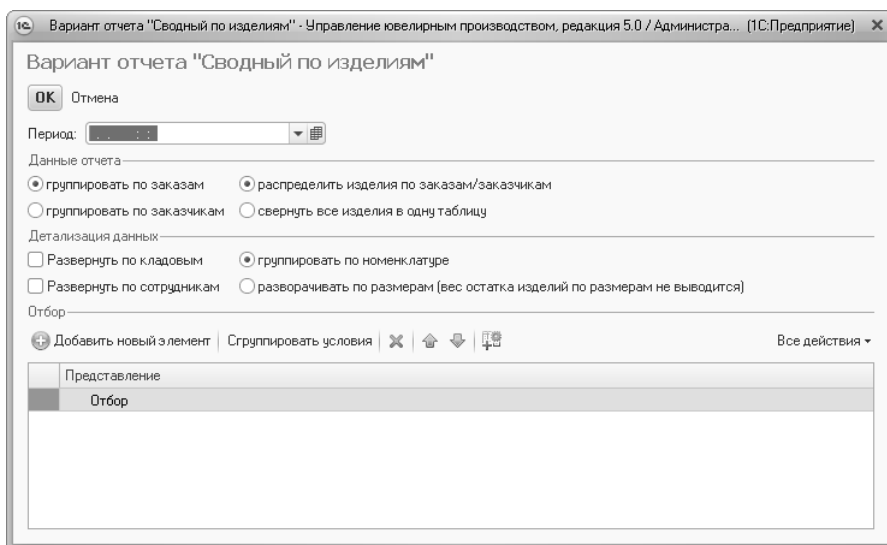 1С Вариант отчета "Сводный по изделиям" - Управление ювелирным производством, редакция 5.0 / Администра... (1С:Предприятие)
Вариант отчета "Сводный по изделиям"
ОК Отмена
Период: . . : :
Данные отчета
группировать по заказам распределить изделия по заказам/заказчикам
группировать по заказчикам свернуть все изделия в одну таблицу
Детализация данных
Развернуть по кладовым группировать по номенклатуре
Развернуть по сотрудникам разворачивать по размерам (вес остатка изделий по размерам не выводится)
Отбор
Добавить новый элемент Сгруппировать условия Все действия
Представление
Отбор